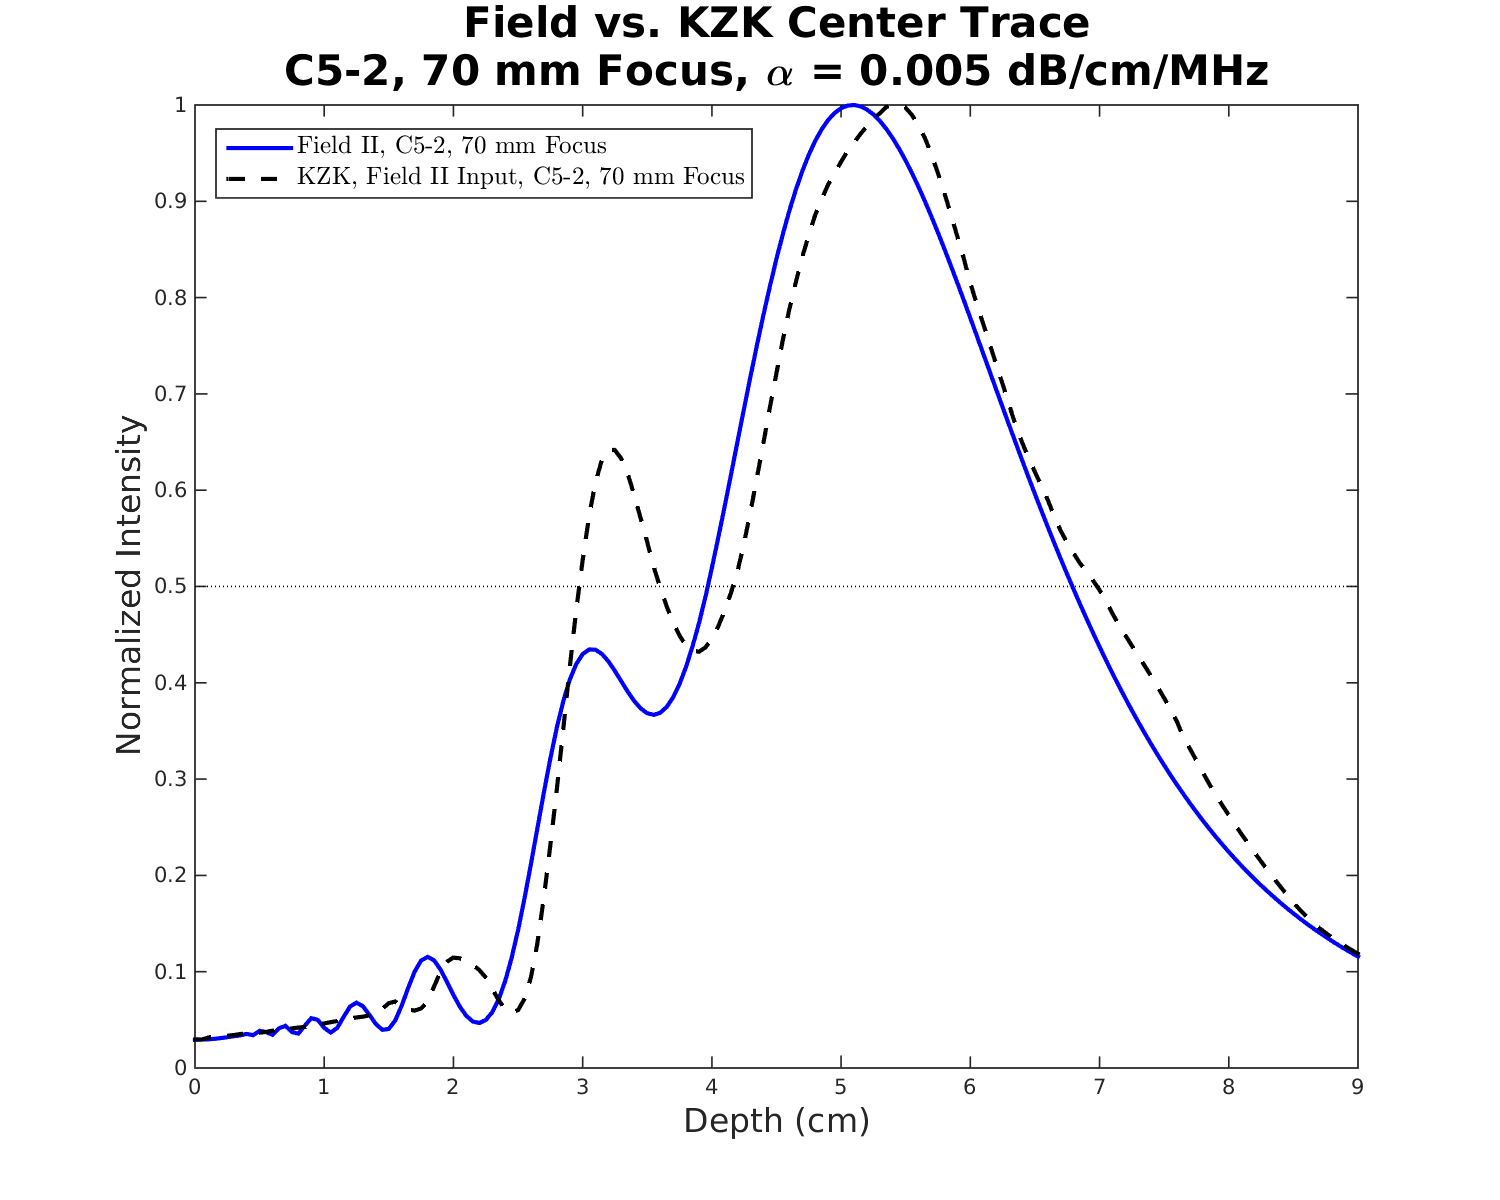 Field vs. KZK Center Trace
C5-2, 70 mm Focus, α = 0.005 dB/cm/MHz
Field II, C5-2, 70 mm Focus
KZK, Field II Input, C5-2, 70 mm Focus
Normalized Intensity
1
0.9
0.8
0.7
0.6
0.5
0.4
0.3
0.2
0.1
0
0 1 2 3 4 5 6 7 8 9
Depth (cm)